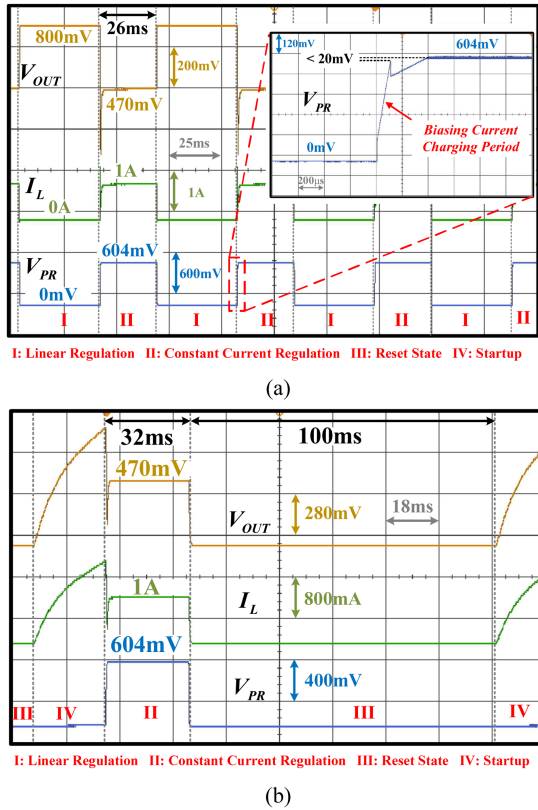 (a)
26ms
800mV
V_OUT
200mV
470mV
25ms
1A
I_L
1A
0A
V_PR
604mV
600mV
0mV
120mV
< 20mV
604mV
V_PR
Biasing Current
Charging Period
0mV
200μs
I II I II I II I II
I: Linear Regulation II: Constant Current Regulation III: Reset State IV: Startup
(a)
32ms 100ms
470mV
V_OUT
280mV
18ms
1A
I_L
800mA
604mV
V_PR
400mV
III IV II III IV
I: Linear Regulation II: Constant Current Regulation III: Reset State IV: Startup
(b)